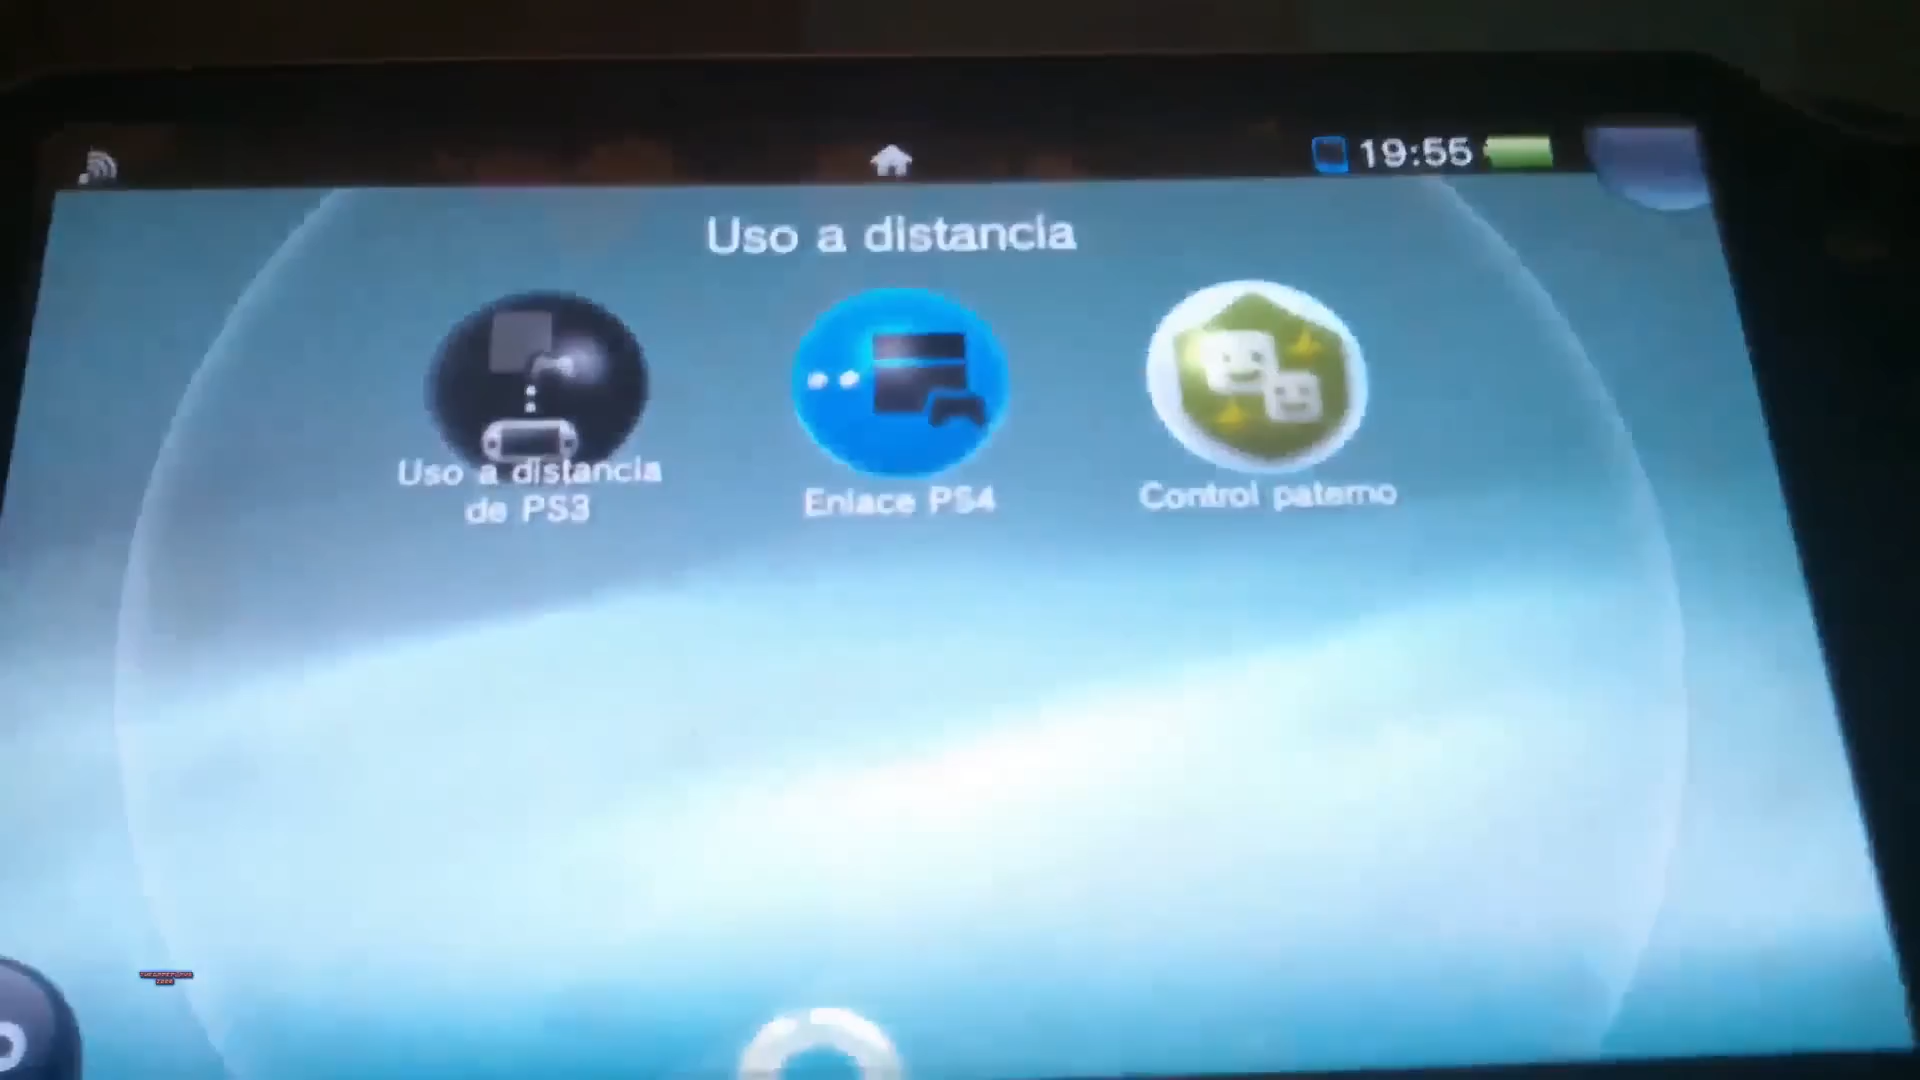 19:55
Uso a distancia
Uso a distancia
de PS3
Enlace PS4
Control paterno